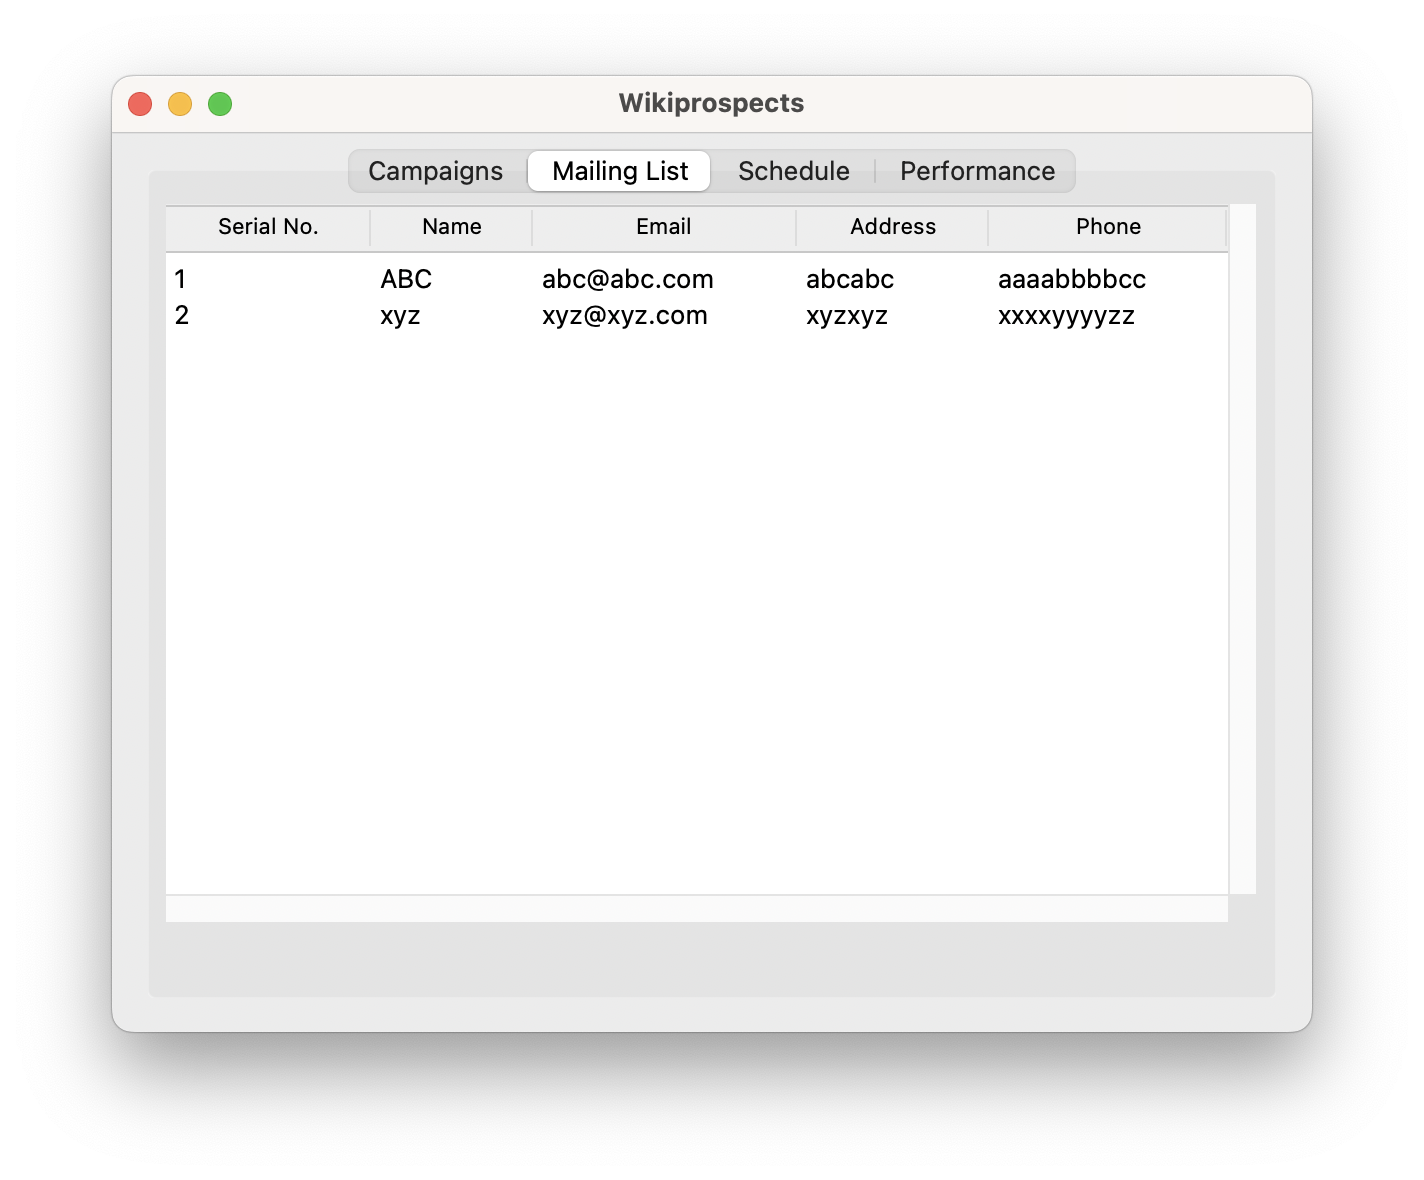 Wikiprospects
Campaigns Mailing List Schedule Performance
Serial No. Name Email Address Phone
1 ABC abc@abc.com abcabc aaaabbbbcc
2 xyz xyz@xyz.com xyzxyz xxxxyyyyzz